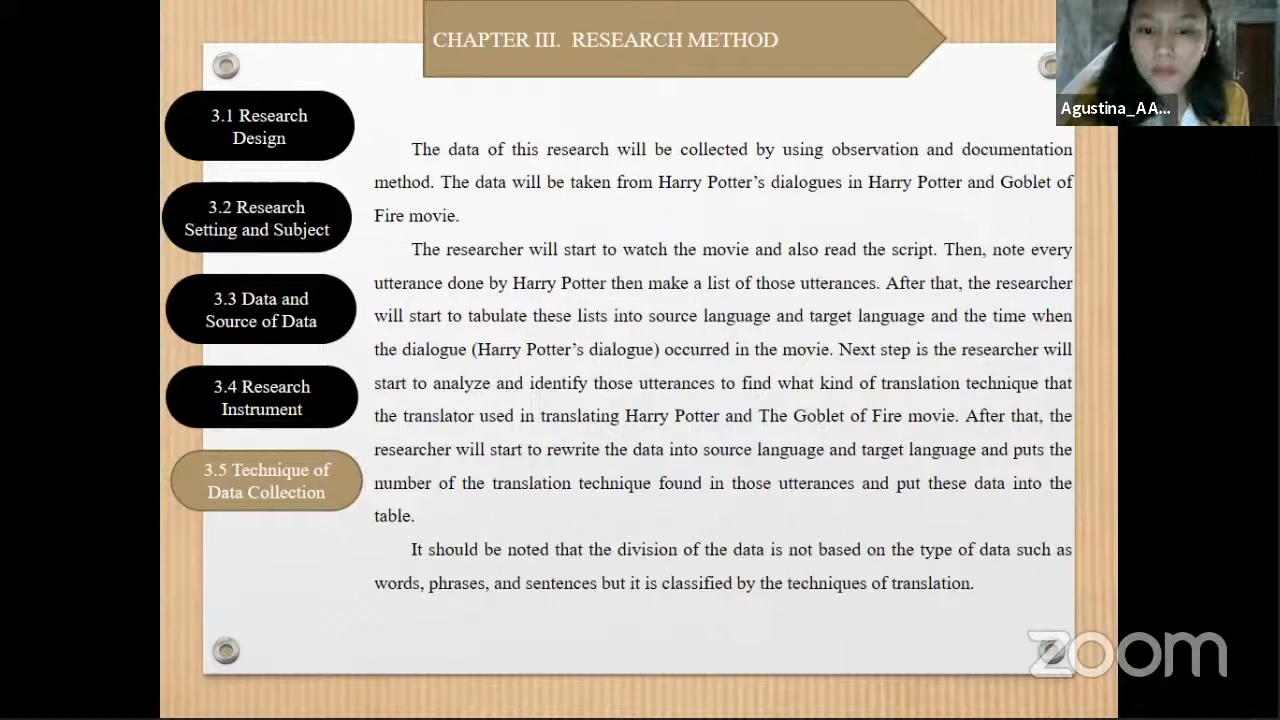 CHAPTER III. RESEARCH METHOD
Agustina_AA...
3.1 Research
Design
3.2 Research
Setting and Subject
3.3 Data and
Source of Data
3.4 Research
Instrument
3.5 Technique of
Data Collection
The data of this research will be collected by using observation and documentation
method. The data will be taken from Harry Potter’s dialogues in Harry Potter and Goblet of
Fire movie.
The researcher will start to watch the movie and also read the script. Then, note every
utterance done by Harry Potter then make a list of those utterances. After that, the researcher
will start to tabulate these lists into source language and target language and the time when
the dialogue (Harry Potter’s dialogue) occurred in the movie. Next step is the researcher will
start to analyze and identify those utterances to find what kind of translation technique that
the translator used in translating Harry Potter and The Goblet of Fire movie. After that, the
researcher will start to rewrite the data into source language and target language and puts the
number of the translation technique found in those utterances and put these data into the
table.
It should be noted that the division of the data is not based on the type of data such as
words, phrases, and sentences but it is classified by the techniques of translation.
zoom